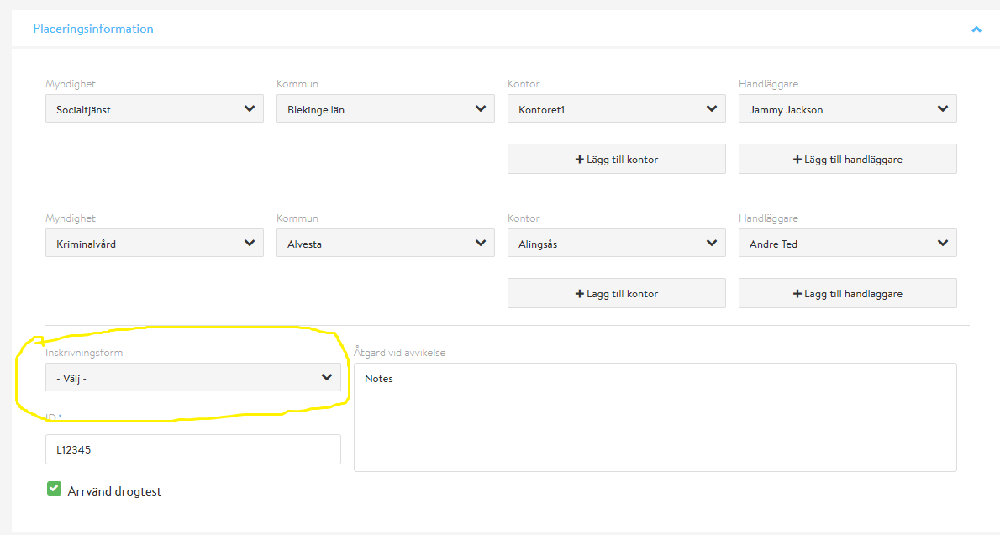 Placeringsinformation
Myndighet Kommun Kontor Handläggare
Socialtjänst Blekinge län Kontoret1 Jammy Jackson
+ Lägg till kontor + Lägg till handläggare
Myndighet Kommun Kontor Handläggare
Kriminalvård Alvesta Alingsås Andre Ted
+ Lägg till kontor + Lägg till handläggare
Inskrivningsform Åtgärd vid avvikelse
- Välj - Notes
ID *
L12345
Arrvänd drogtest